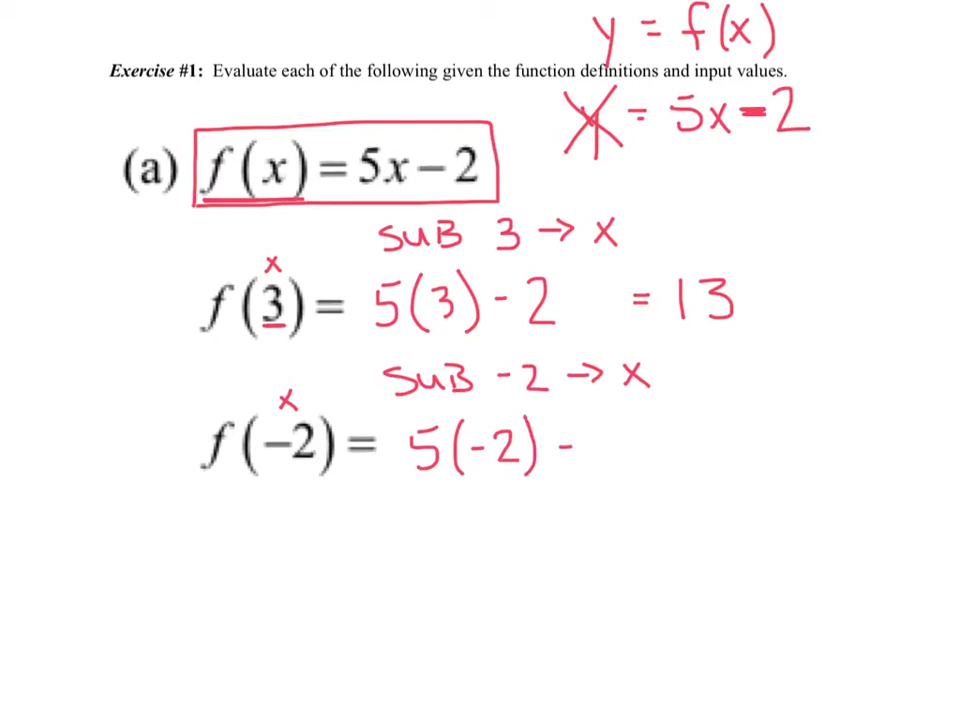 y = f(x)
Exercise #1: Evaluate each of the following given the function definitions and input values.
y = 5x-2
(a) f(x) = 5x − 2
SUB 3 → x
x
f(3) = 5(3) - 2 = 13
SUB -2 → x
x
f(−2) = 5(-2) -